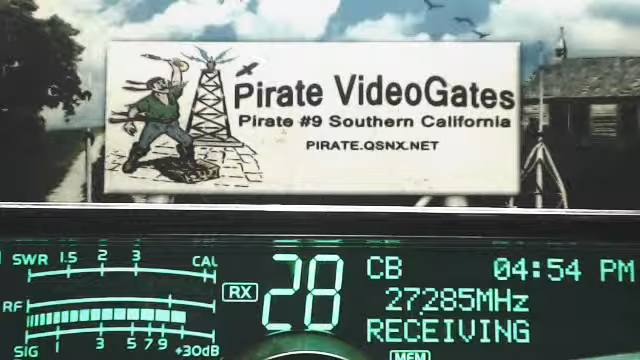 Pirate VideoGates
Pirate #9 Southern California
PIRATE.QSNX.NET
SWR 1.5 2 3 CAL
RF
SIG 1 3 5 7 9 +30dB
RX
28
CB 04:54 PM
27285MHz
RECEIVING
MEM